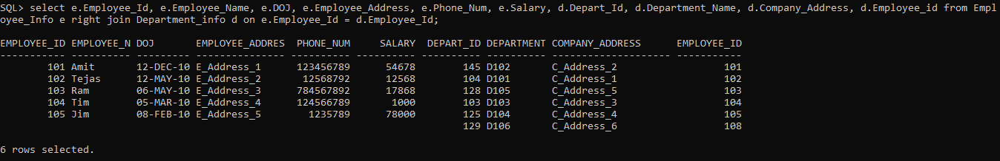 SQL> select e.Employee_Id, e.Employee_Name, e.DOJ, e.Employee_Address, e.Phone_Num, e.Salary, d.Depart_Id, d.Department_Name, d.Company_Address, d.Employee_id from Empl
oyee_Info e right join Department_info d on e.Employee_Id = d.Employee_Id;
EMPLOYEE_ID EMPLOYEE_N DOJ       EMPLOYEE_ADDRES  PHONE_NUM     SALARY  DEPART_ID DEPARTMENT COMPANY_ADDRESS      EMPLOYEE_ID
----------- ---------- --------- --------------- ---------- ---------- ---------- ---------- -------------------- -----------
        101 Amit       12-DEC-10 E_Address_1      123456789      54678        145 D102       C_Address_2                  101
        102 Tejas      12-MAY-10 E_Address_2       12568792      12568        104 D101       C_Address_1                  102
        103 Ram        06-MAY-10 E_Address_3      784567892      17868        128 D105       C_Address_5                  103
        104 Tim        05-MAR-10 E_Address_4      124566789       1000        103 D103       C_Address_3                  104
        105 Jim        08-FEB-10 E_Address_5        1235789      78000        125 D104       C_Address_4                  105
                                                                              129 D106       C_Address_6                  108
6 rows selected.